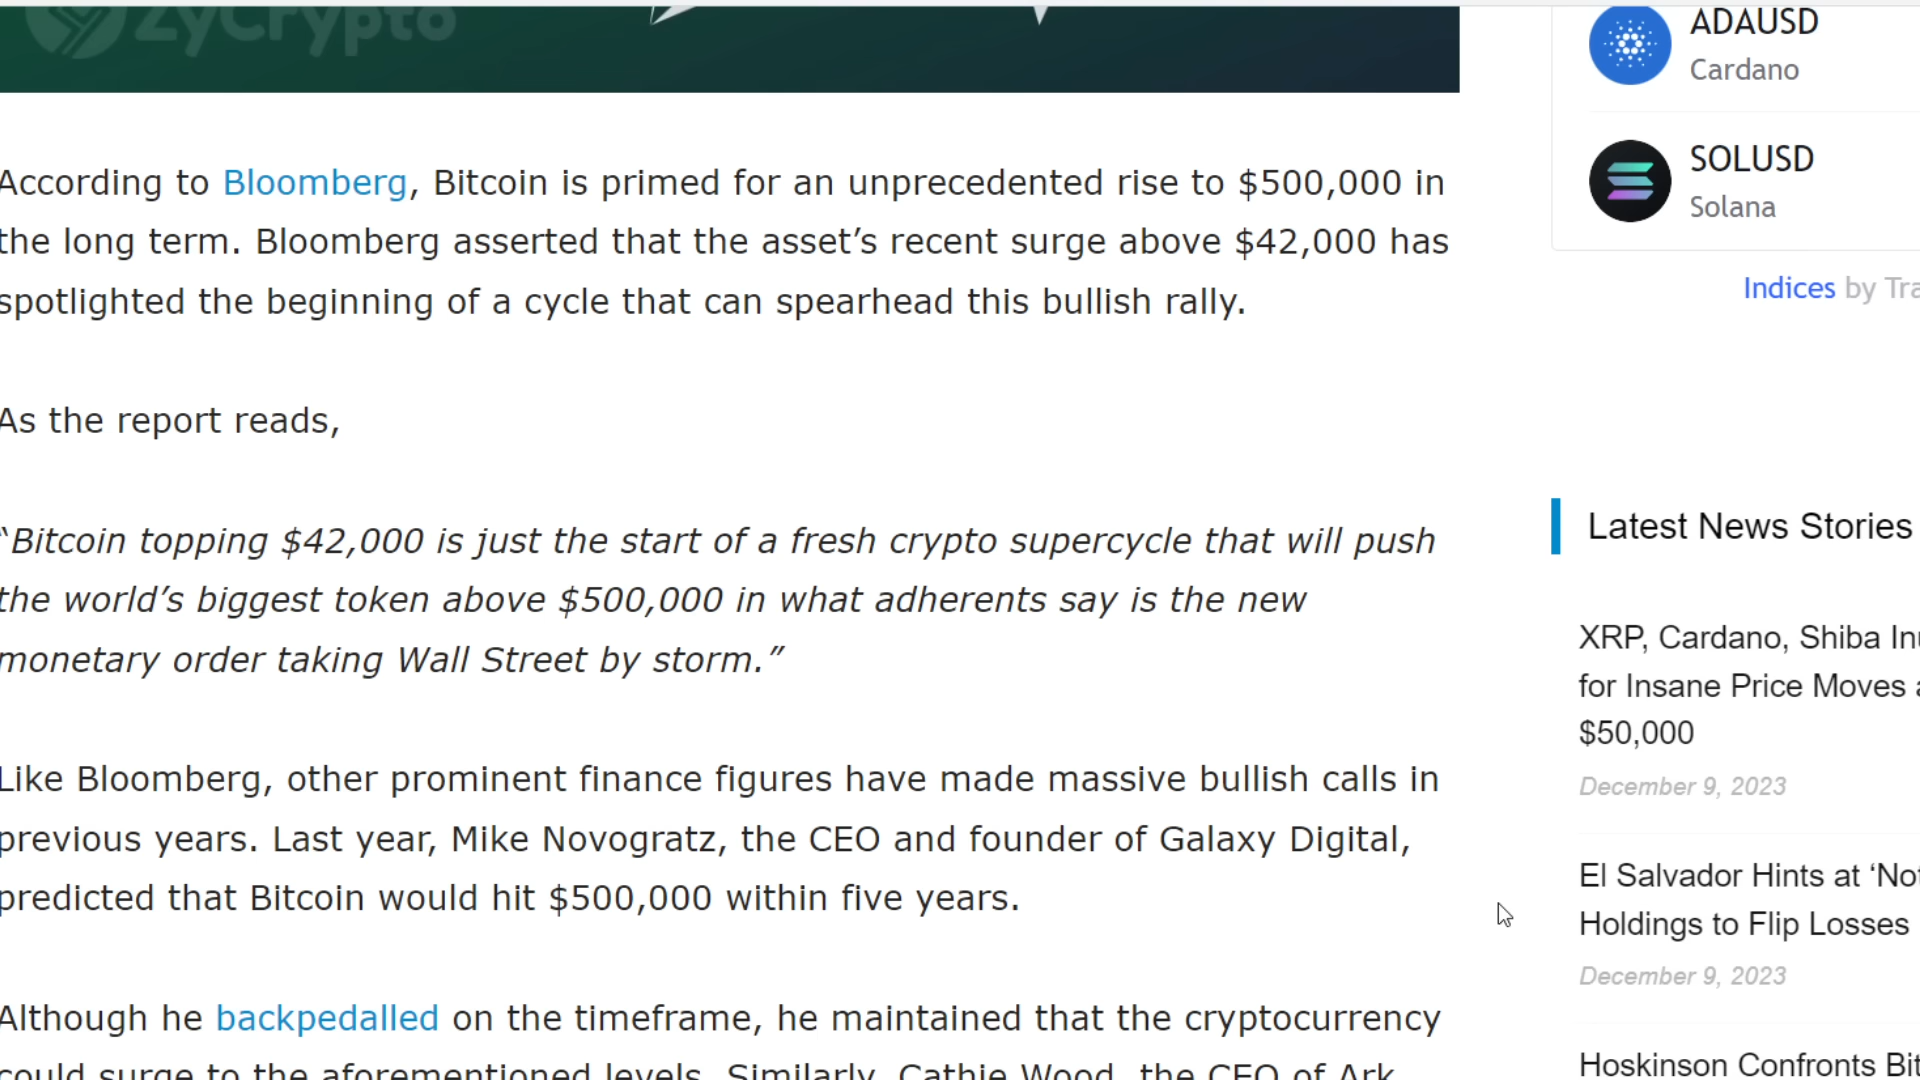 ZyCrypto
According to Bloomberg, Bitcoin is primed for an unprecedented rise to $500,000 in
the long term. Bloomberg asserted that the asset’s recent surge above $42,000 has
spotlighted the beginning of a cycle that can spearhead this bullish rally.
As the report reads,
“Bitcoin topping $42,000 is just the start of a fresh crypto supercycle that will push
the world’s biggest token above $500,000 in what adherents say is the new
monetary order taking Wall Street by storm.”
Like Bloomberg, other prominent finance figures have made massive bullish calls in
previous years. Last year, Mike Novogratz, the CEO and founder of Galaxy Digital,
predicted that Bitcoin would hit $500,000 within five years.
Although he backpedalled on the timeframe, he maintained that the cryptocurrency
could surge to the aforementioned levels. Similarly, Cathie Wood, the CEO of Ark
ADAUSD
Cardano
SOLUSD
Solana
Indices by
Latest News Stories
XRP, Cardano, Shiba
for Insane Price Moves
$50,000
December 9, 2023
El Salvador Hints at
Holdings to Flip Losses
December 9, 2023
Hoskinson Confronts